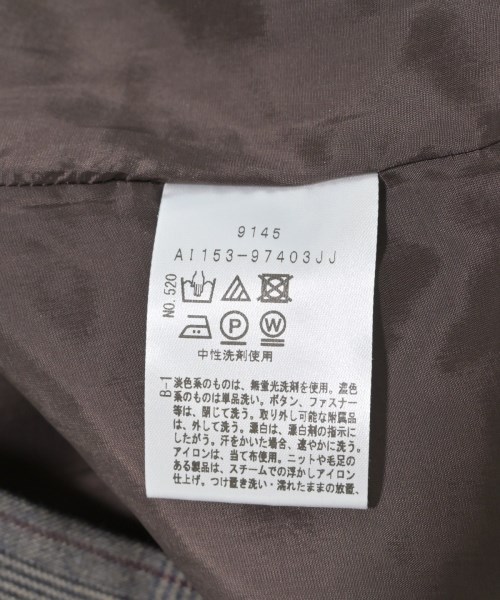 9145
AI153-97403JJ
NO.520
P W
中性洗剤使用
B-1
淡色系のものは、無蛍光洗剤を使用。濃色
系のものは単品洗い。ボタン、ファスナー
等は、閉じて洗う。取り外し可能な附属品
は、外して洗う。漂白は、漂白剤の指示に
したがう。汗をかいた場合、速やかに洗う。
アイロンは、当て布使用。ニットや毛足の
ある製品は、スチームでの浮かしアイロン
仕上げ。つけ置き洗い・濡れたままの放置、